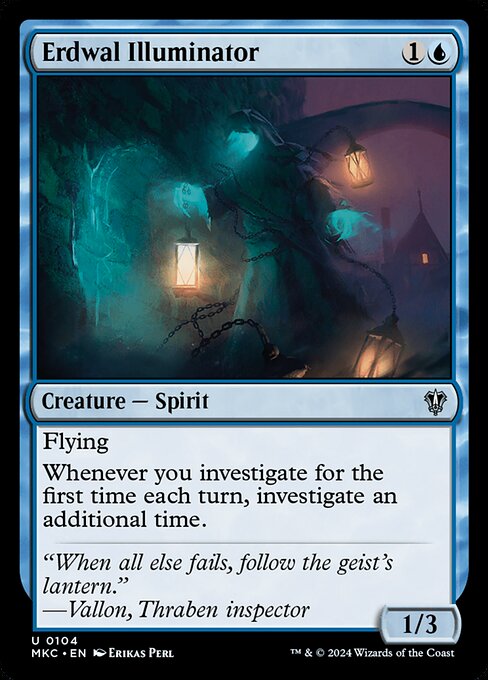 Erdwal Illuminator 1
Creature — Spirit
Flying
Whenever you investigate for the
first time each turn, investigate an
additional time.
“When all else fails, follow the geist’s
lantern.”
—Vallon, Thraben inspector
1/3
U 0104
MKC • EN Erikas Perl
™ & © 2024 Wizards of the Coast